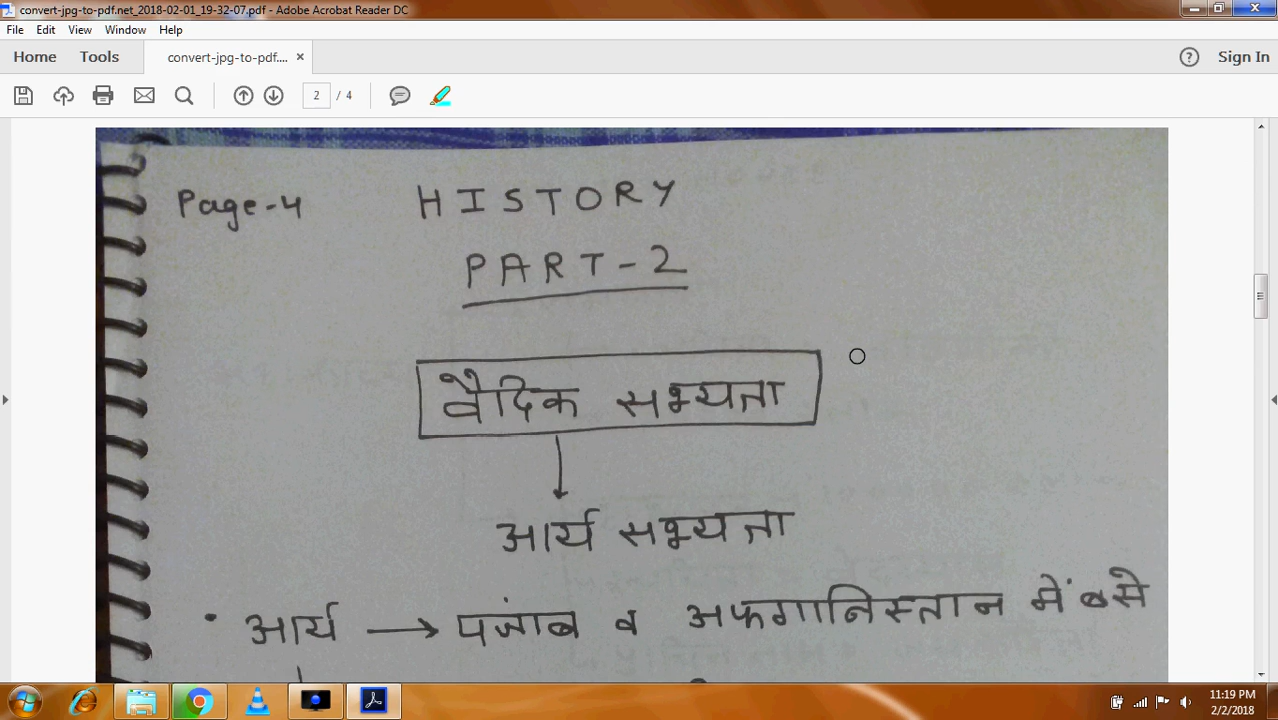 convert-jpg-to-pdf.net_2018-02-01_19-32-07.pdf - Adobe Acrobat Reader DC
File Edit View Window Help
Home Tools convert-jpg-to-pdf.... × Sign In
2 / 4
Page-4 HISTORY
PART-2
वैदिक सभ्यता
आर्य सभ्यता
• आर्य → पंजाब व अफगानिस्तान में बसे
11:19 PM
2/2/2018